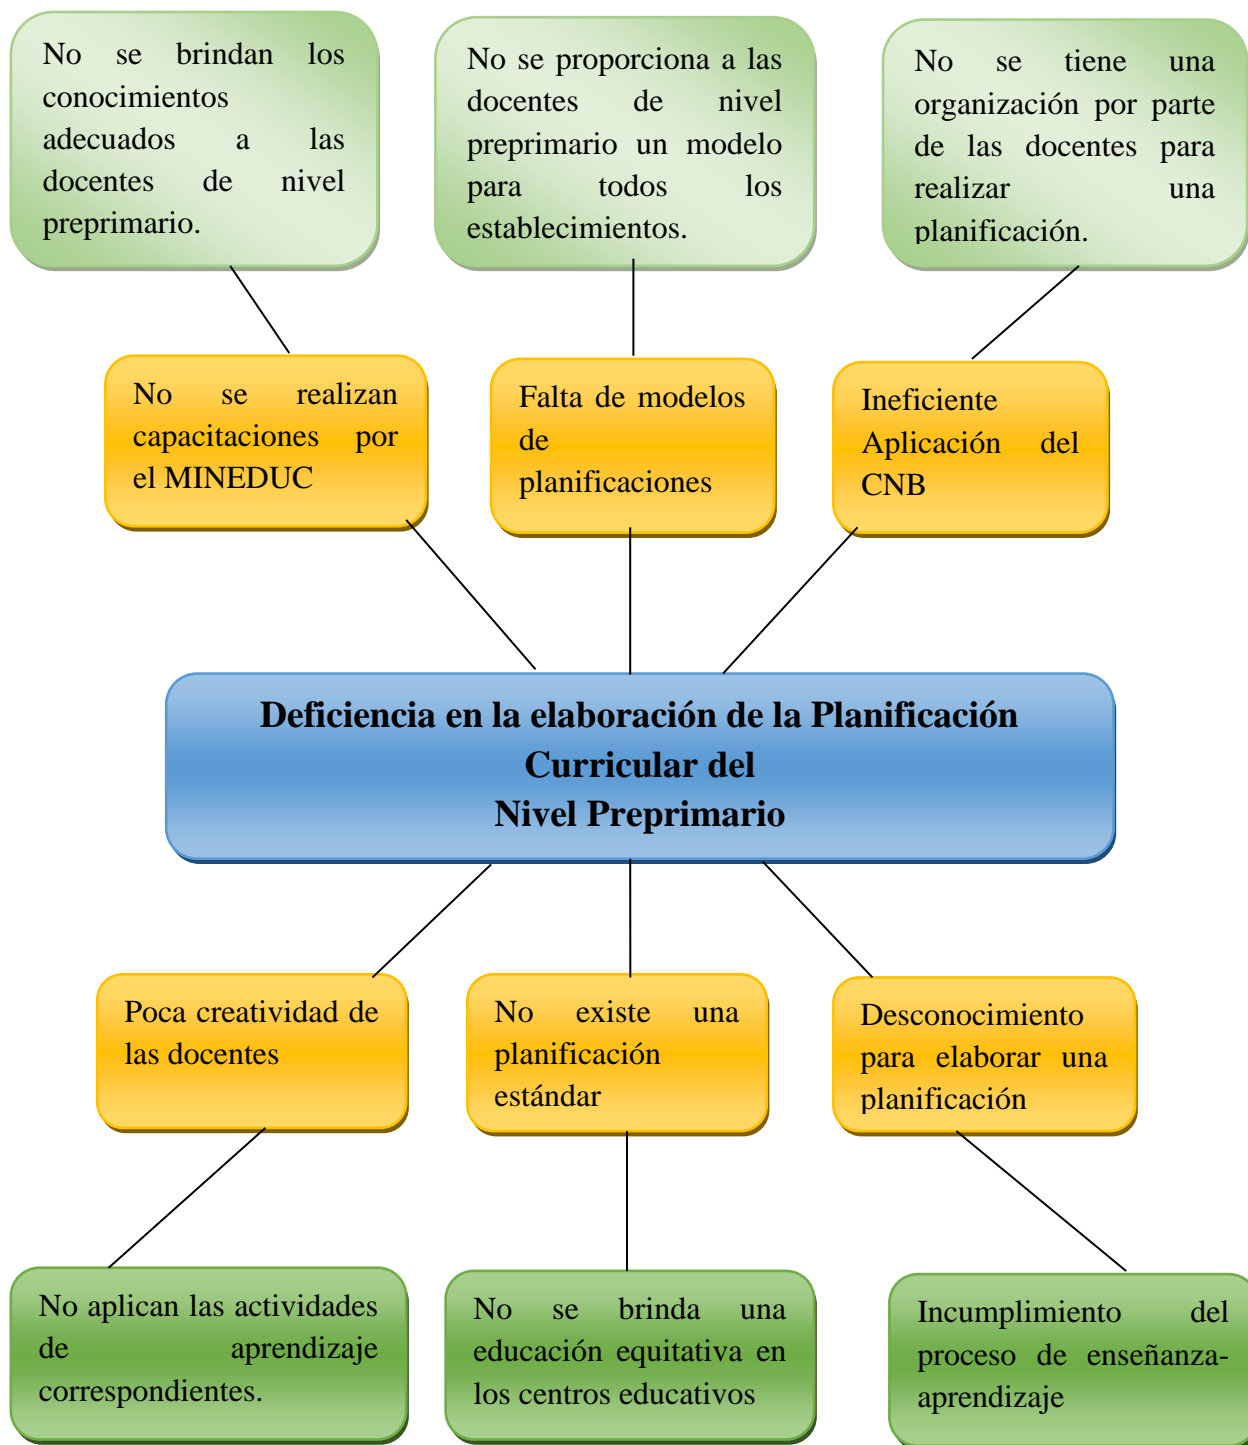 No se brindan los
conocimientos
adecuados a las
docentes de nivel
preprimario.
No se proporciona a las
docentes de nivel
preprimario un modelo
para todos los
establecimientos.
No se tiene una
organización por parte
de las docentes para
realizar una
planificación.
No se realizan
capacitaciones por
el MINEDUC
Falta de modelos
de
planificaciones
Ineficiente
Aplicación del
CNB
Deficiencia en la elaboración de la Planificación
Curricular del
Nivel Preprimario
Poca creatividad de
las docentes
No existe una
planificación
estándar
Desconocimiento
para elaborar una
planificación
No aplican las actividades
de aprendizaje
correspondientes.
No se brinda una
educación equitativa en
los centros educativos
Incumplimiento del
proceso de enseñanza-
aprendizaje